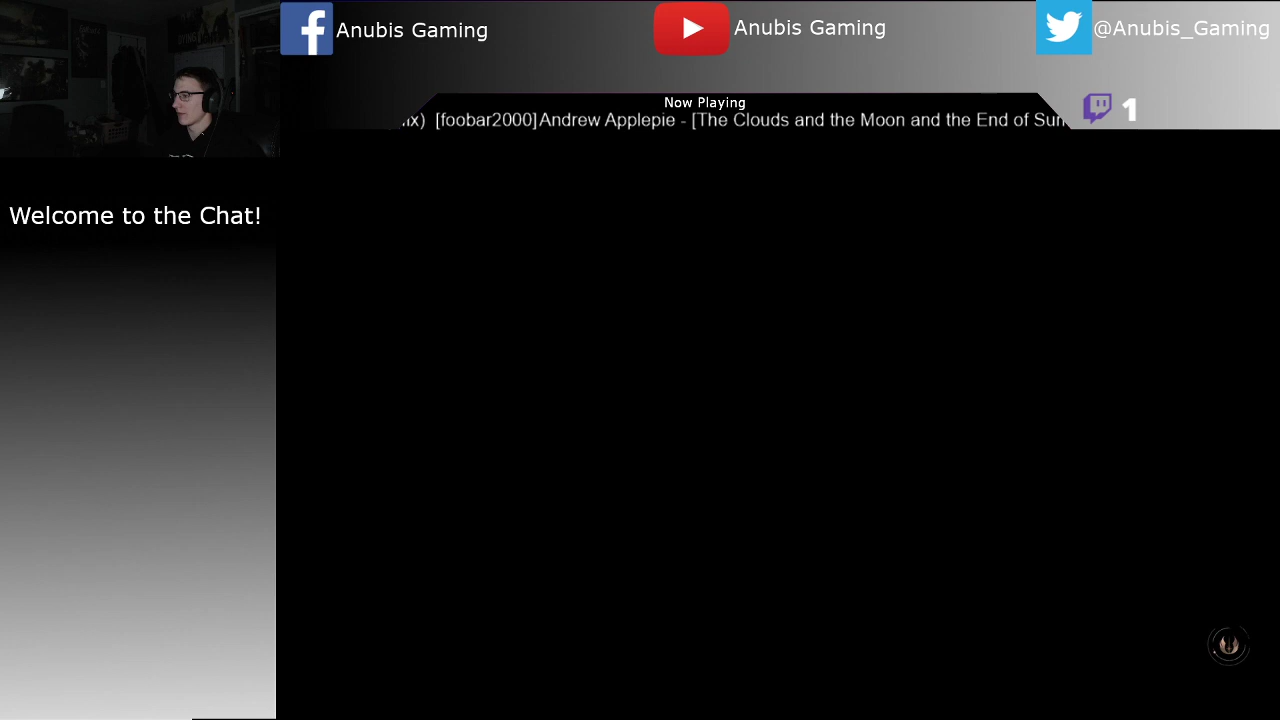 Anubis Gaming
Anubis Gaming
@Anubis_Gaming
Now Playing
[foobar2000]Andrew Applepie - [The Clouds and the Moon and the End of
1
Welcome to the Chat!